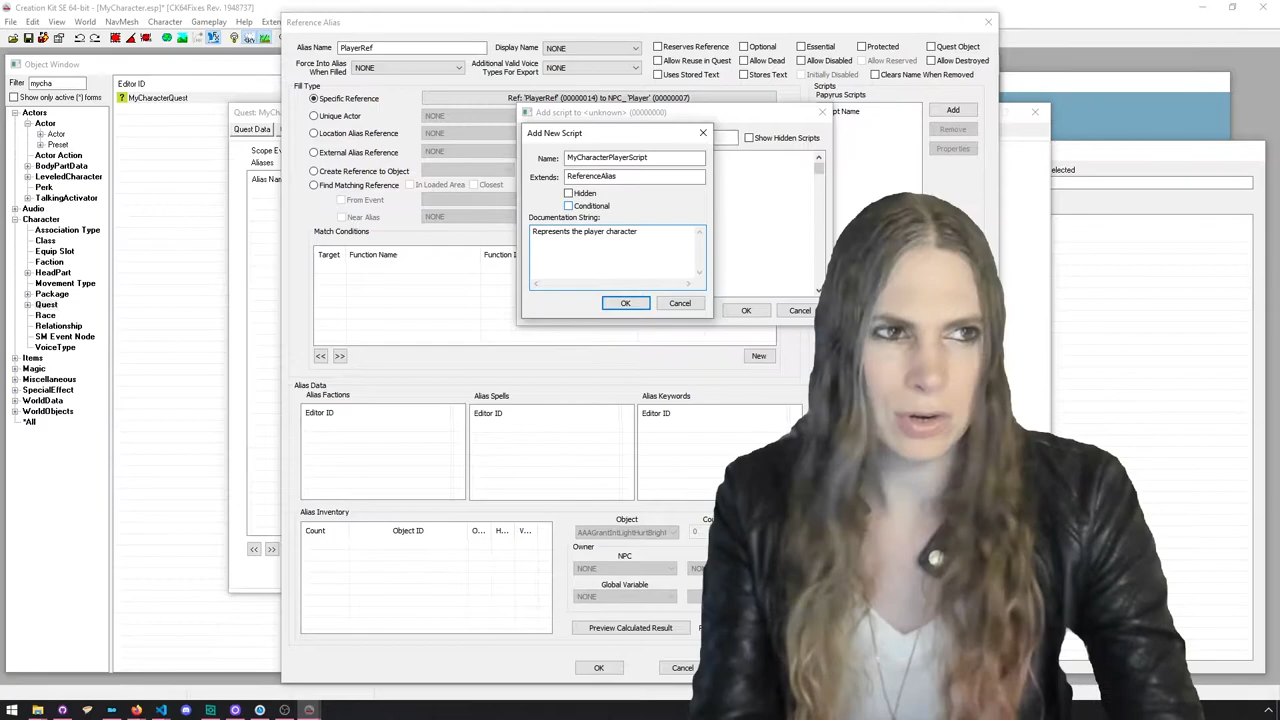 Creation Kit SE 64-bit - [MyCharacter.esp]* (CK64Fixes Rev. 1948737)
File Edit View World NavMesh Character Gameplay
Object Window
Filter mycha
Show only active (*) forms
Actors
Actor
Actor
Preset
Actor Action
BodyPartData
LeveledCharacter
Perk
TalkingActivator
Audio
Character
Association Type
Class
Equip Slot
Faction
HeadPart
Movement Type
Package
Quest
Race
Relationship
SM Event Node
VoiceType
Items
Magic
Miscellaneous
SpecialEffect
WorldData
WorldObjects
*All
Editor ID
MyCharacterQuest
Quest Data
Aliases
<< >>
Reference Alias
Alias Name PlayerRef Display Name NONE
Force Into Alias When Filled NONE Additional Valid Voice Types For Export NONE
Reserves Reference Optional Essential Protected Quest Object
Allow Reuse in Quest Allow Dead Allow Disabled Allow Reserved Allow Destroyed
Uses Stored Text Stores Text Initially Disabled Clears Name When Removed
Fill Type
Specific Reference Ref: 'PlayerRef' (00000014) to NPC_ 'Player' (00000007)
Unique Actor NONE
Location Alias Reference NONE
External Alias Reference NONE
Create Reference to Object
Find Matching Reference In Loaded Area Closest
From Event
Near Alias NONE
Match Conditions
Target Function Name
<< >> New
Scripts
Papyrus Scripts
Add
Remove
Properties
Add script to <unknown> (00000000)
Show Hidden Scripts
OK Cancel
Add New Script
Name: MyCharacterPlayerScript
Extends: ReferenceAlias
Hidden
Conditional
Documentation String:
Represents the player character
OK Cancel
Alias Data
Alias Factions Alias Spells Alias Keywords
Editor ID Editor ID Editor ID
Alias Inventory
Count Object ID O... H... V...
Object
AAAGrantIntLightHurtBright 0
Owner
NPC
NONE
Global Variable
NONE
Preview Calculated Result
OK Cancel